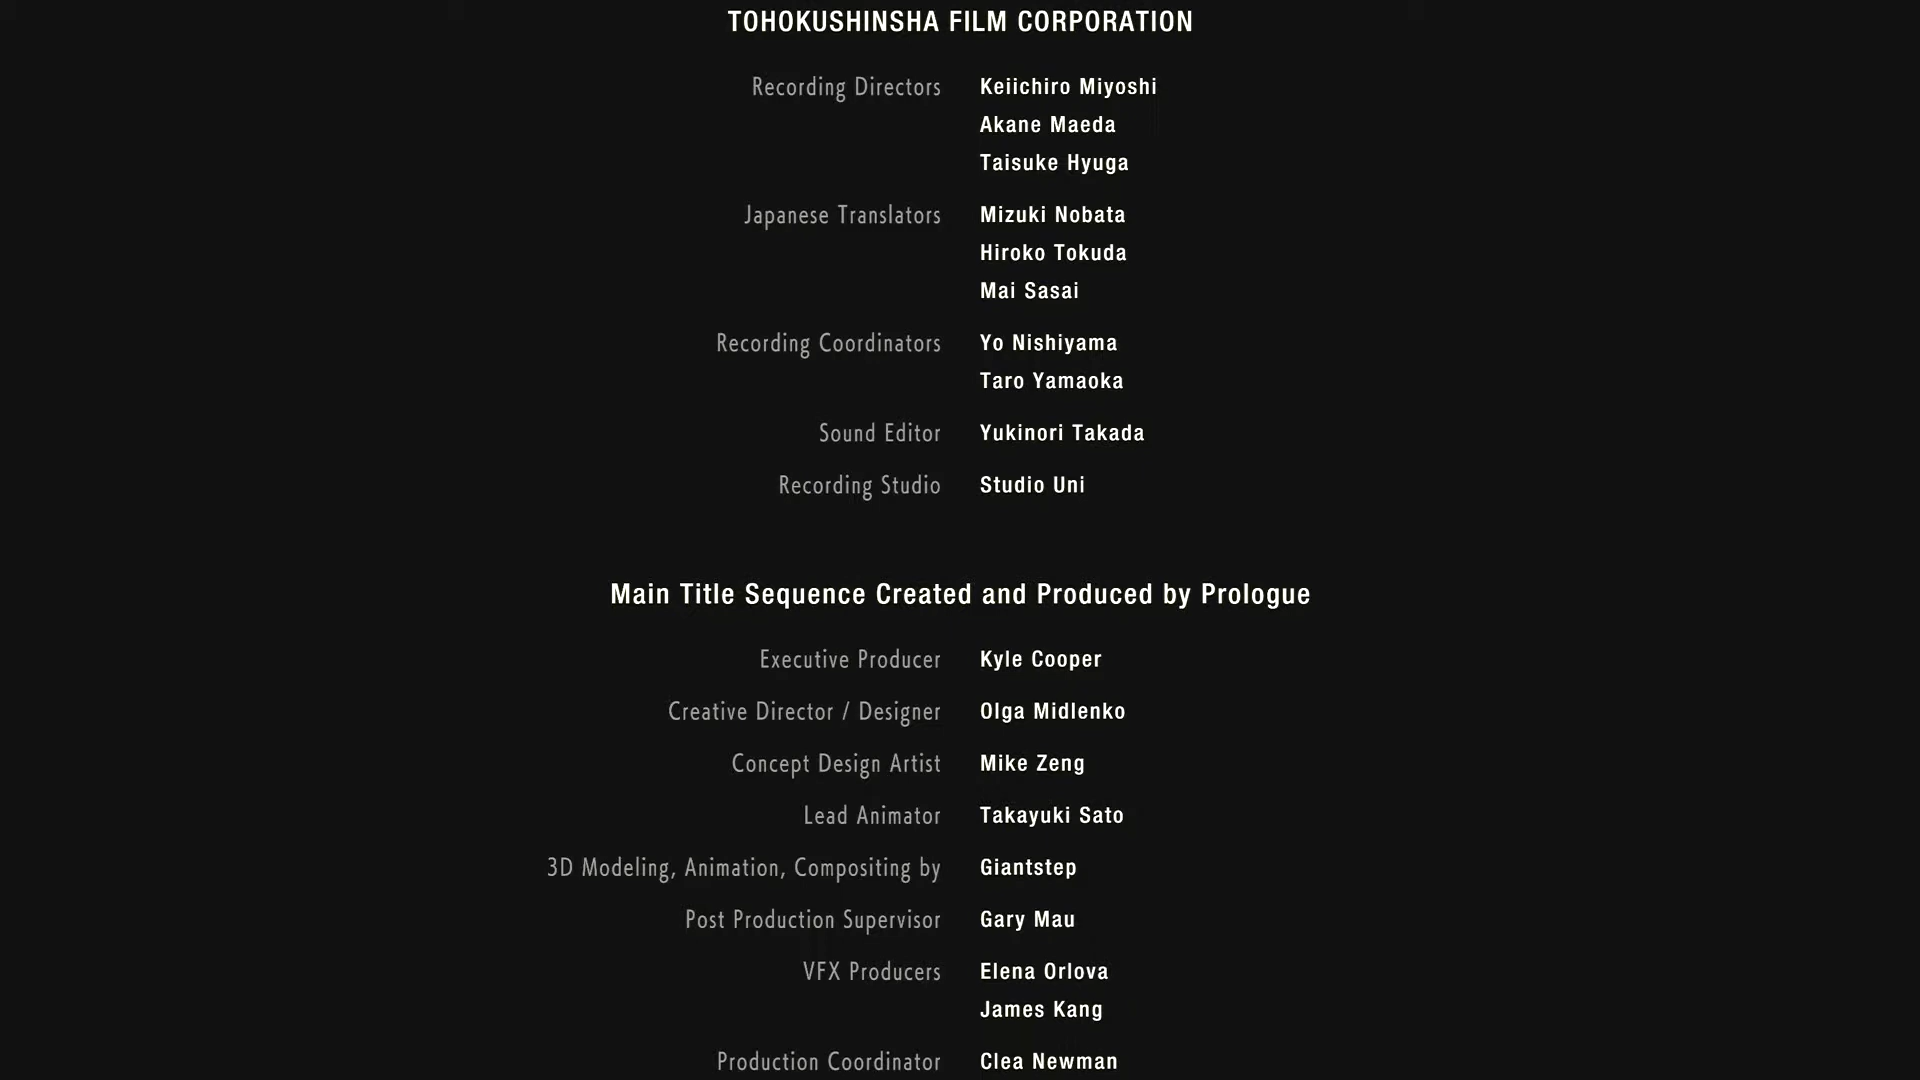 TOHOKUSHINSHA FILM CORPORATION
Recording Directors Keiichiro Miyoshi
Akane Maeda
Taisuke Hyuga
Japanese Translators Mizuki Nobata
Hiroko Tokuda
Mai Sasai
Recording Coordinators Yo Nishiyama
Taro Yamaoka
Sound Editor Yukinori Takada
Recording Studio Studio Uni
Main Title Sequence Created and Produced by Prologue
Executive Producer Kyle Cooper
Creative Director / Designer Olga Midlenko
Concept Design Artist Mike Zeng
Lead Animator Takayuki Sato
3D Modeling, Animation, Compositing by Giantstep
Post Production Supervisor Gary Mau
VFX Producers Elena Orlova
James Kang
Production Coordinator Clea Newman